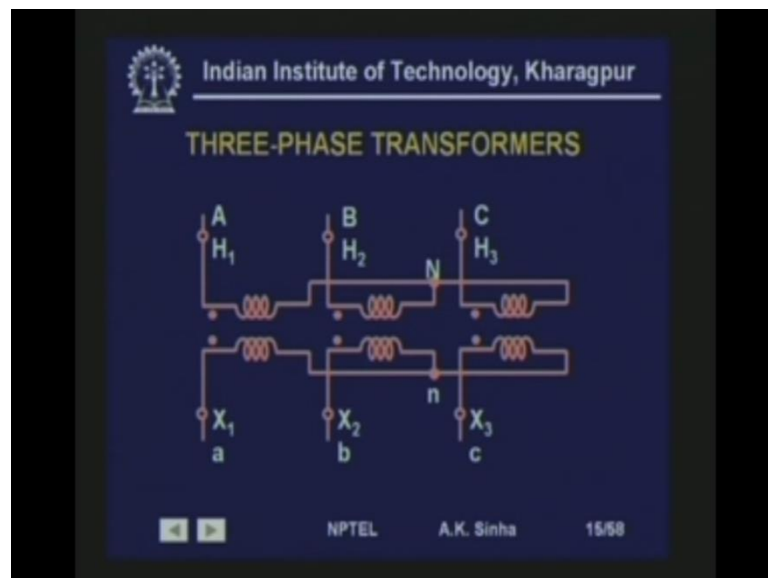 Indian Institute of Technology, Kharagpur
THREE-PHASE TRANSFORMERS
A B C
H₁ H₂ H₃
N
n
X₁ X₂ X₃
a b c
NPTEL A.K. Sinha 15/58